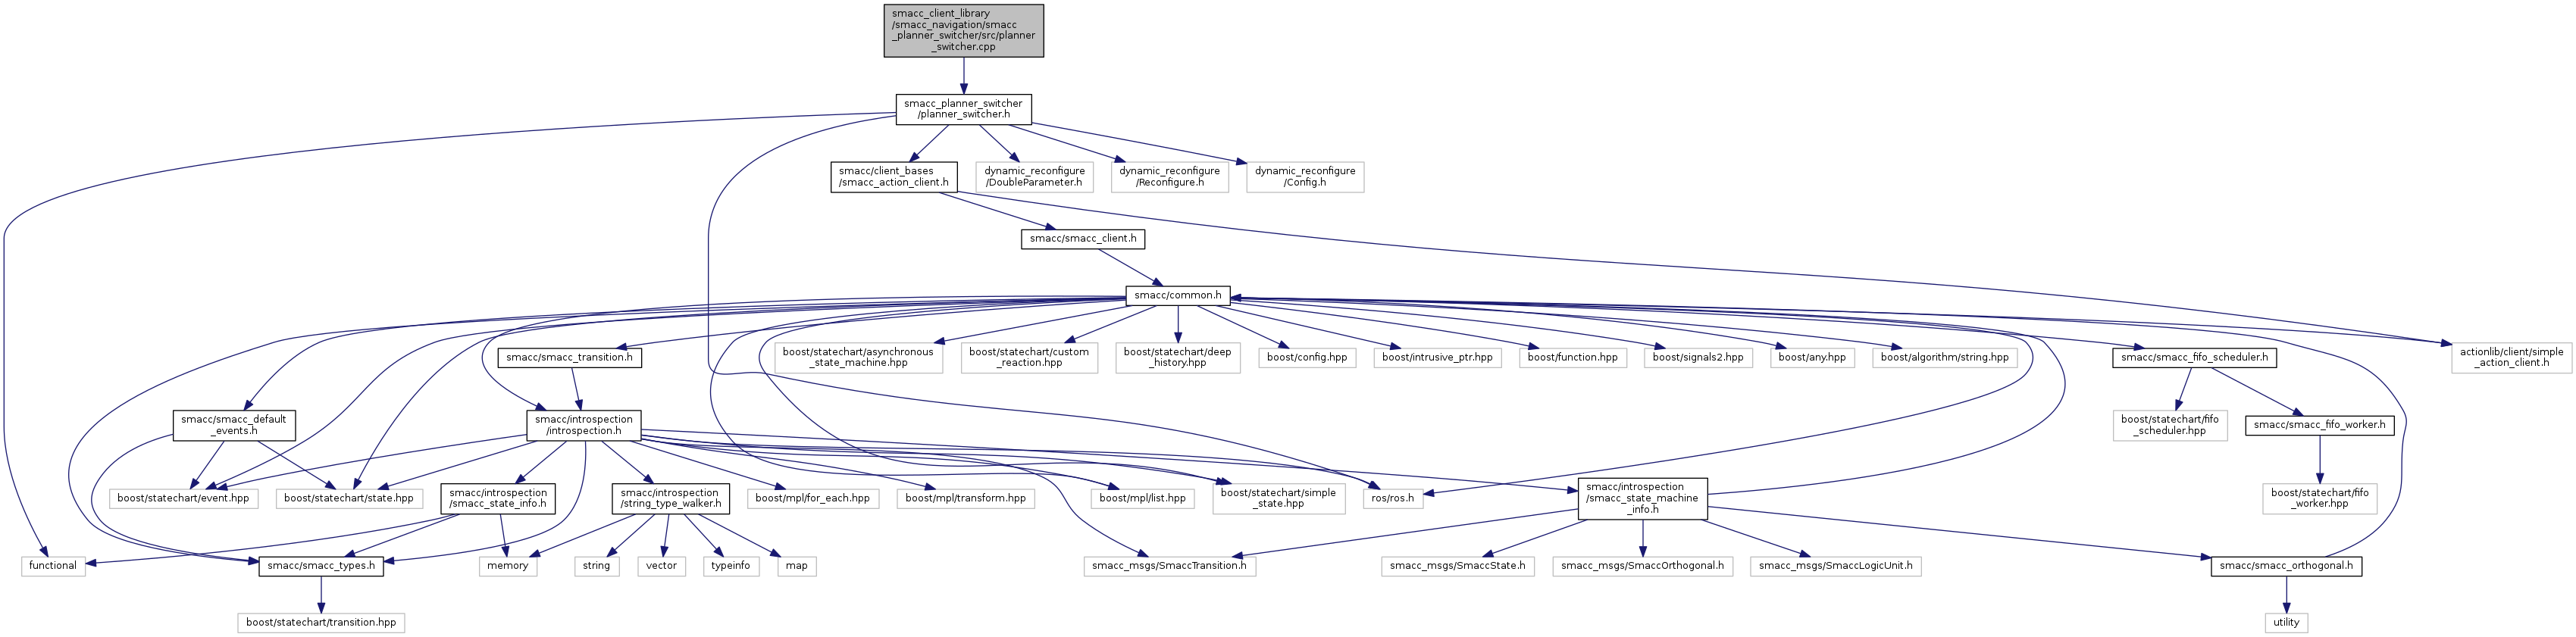 smacc_client_library
/smacc_navigation/smacc
_planner_switcher/src/planner
_switcher.cpp
smacc_planner_switcher
/planner_switcher.h
smacc/client_bases
/smacc_action_client.h
dynamic_reconfigure
/DoubleParameter.h
dynamic_reconfigure
/Reconfigure.h
dynamic_reconfigure
/Config.h
smacc/smacc_client.h
smacc/common.h
smacc/smacc_transition.h
boost/statechart/asynchronous
_state_machine.hpp
boost/statechart/custom
_reaction.hpp
boost/statechart/deep
_history.hpp
boost/config.hpp
boost/intrusive_ptr.hpp
boost/function.hpp
boost/signals2.hpp
boost/any.hpp
boost/algorithm/string.hpp
smacc/smacc_fifo_scheduler.h
actionlib/client/simple
_action_client.h
smacc/smacc_default
_events.h
smacc/introspection
/introspection.h
boost/statechart/fifo
_scheduler.hpp
smacc/smacc_fifo_worker.h
boost/statechart/event.hpp
boost/statechart/state.hpp
smacc/introspection
/smacc_state_info.h
smacc/introspection
/string_type_walker.h
boost/mpl/for_each.hpp
boost/mpl/transform.hpp
boost/mpl/list.hpp
boost/statechart/simple
_state.hpp
ros/ros.h
smacc/introspection
/smacc_state_machine
_info.h
boost/statechart/fifo
_worker.hpp
functional
smacc/smacc_types.h
memory
string
vector
typeinfo
map
smacc_msgs/SmaccTransition.h
smacc_msgs/SmaccState.h
smacc_msgs/SmaccOrthogonal.h
smacc_msgs/SmaccLogicUnit.h
smacc/smacc_orthogonal.h
boost/statechart/transition.hpp
utility